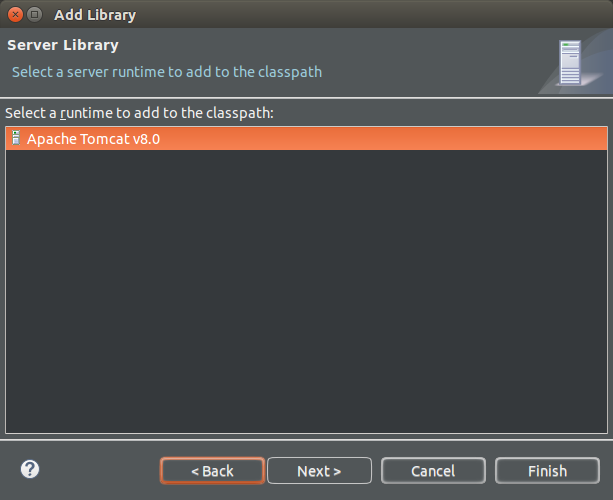 Add Library
Server Library
Select a server runtime to add to the classpath
Select a runtime to add to the classpath:
Apache Tomcat v8.0
?
< Back
Next >
Cancel
Finish